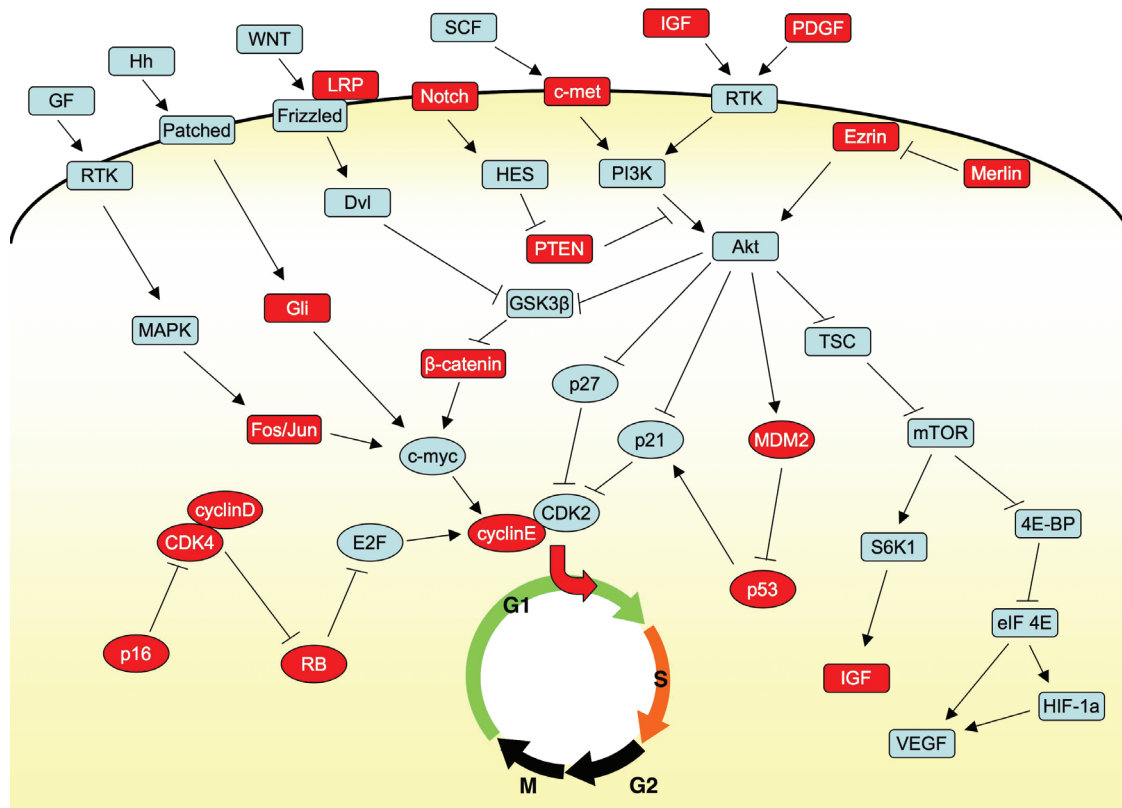 SCF
IGF
PDGF
WNT
Hh
LRP
GF
Notch
c-met
RTK
Frizzled
Patched
Ezrin
RTK
HES
PI3K
Merlin
Dvl
PTEN
Akt
GSK3β
Gli
MAPK
TSC
β-catenin
p27
Fos/Jun
c-myc
p21
MDM2
mTOR
cyclinD
CDK2
CDK4
E2F
cyclinE
4E-BP
S6K1
p53
G1
eIF 4E
p16
RB
S
IGF
HIF-1a
VEGF
M
G2